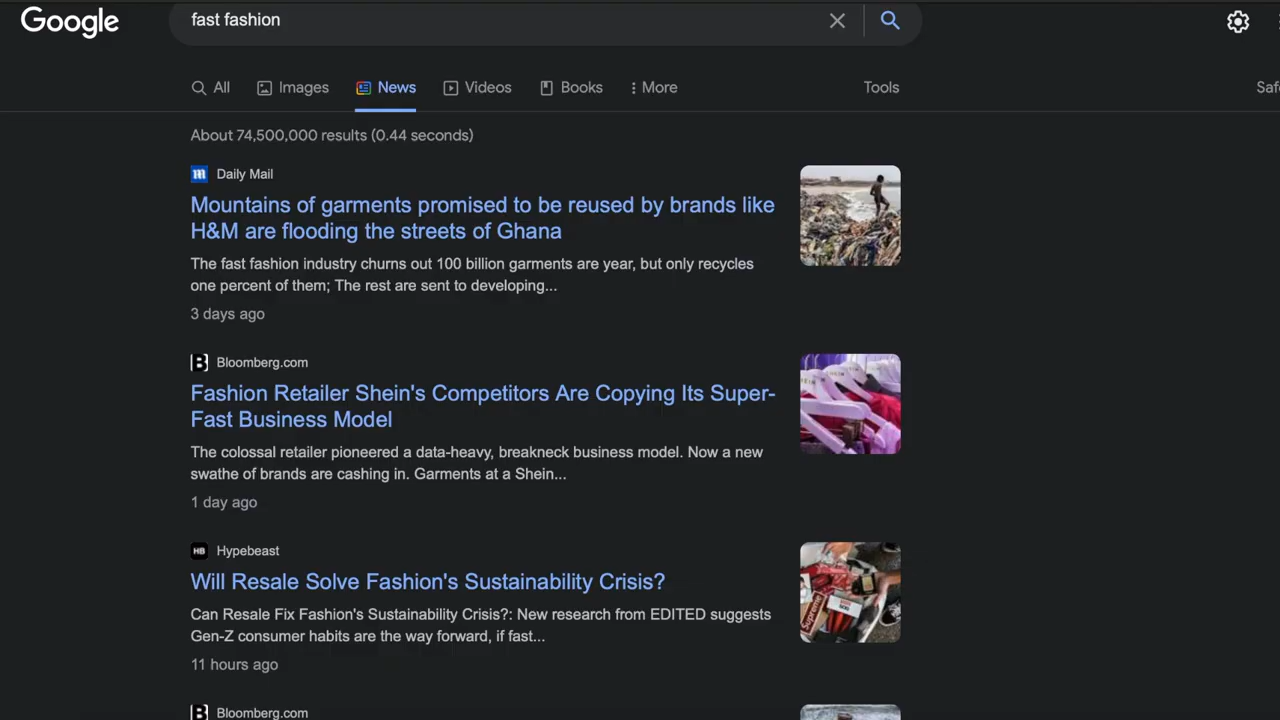 Google
fast fashion
All
Images
News
Videos
Books
More
Tools
Safe
About 74,500,000 results (0.44 seconds)
Daily Mail
Mountains of garments promised to be reused by brands like
H&M are flooding the streets of Ghana
The fast fashion industry churns out 100 billion garments are year, but only recycles
one percent of them; The rest are sent to developing...
3 days ago
Bloomberg.com
Fashion Retailer Shein's Competitors Are Copying Its Super-
Fast Business Model
The colossal retailer pioneered a data-heavy, breakneck business model. Now a new
swathe of brands are cashing in. Garments at a Shein...
1 day ago
HB
Hypebeast
Will Resale Solve Fashion's Sustainability Crisis?
Can Resale Fix Fashion's Sustainability Crisis?: New research from EDITED suggests
Gen-Z consumer habits are the way forward, if fast...
Supreme
11 hours ago
Bloomberg.com